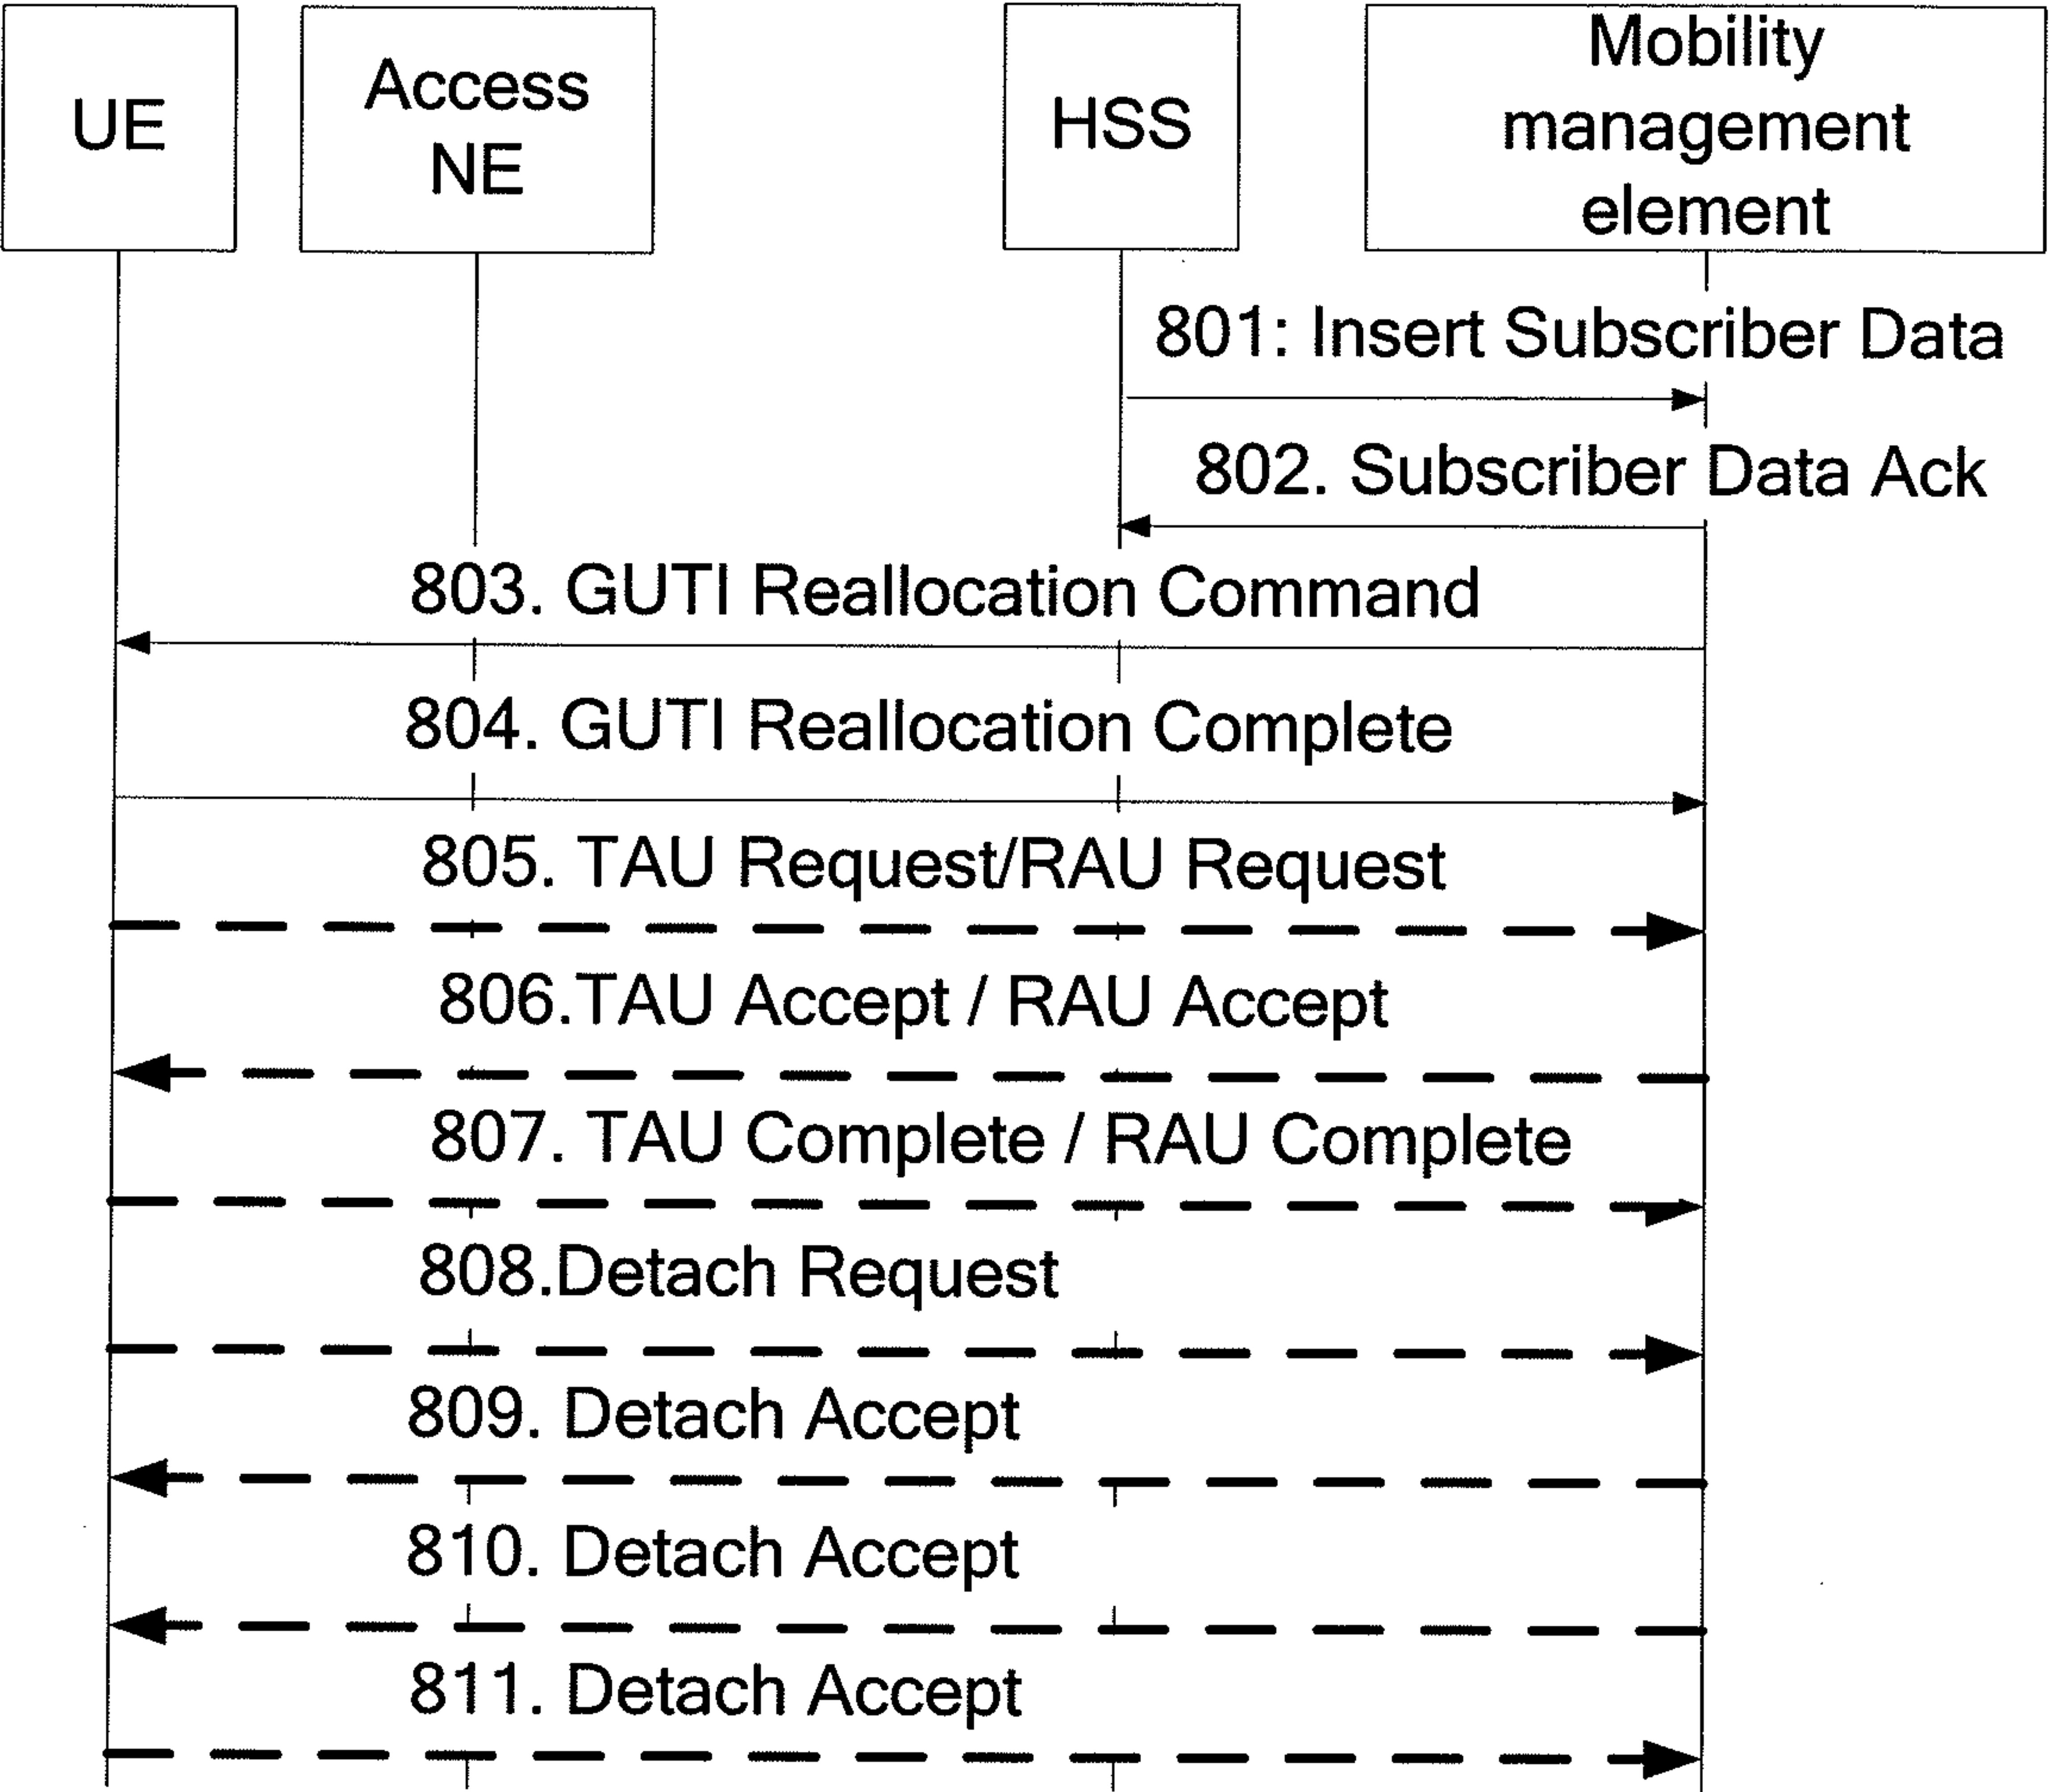 UE
Access
NE
HSS
Mobility
management
element
801: Insert Subscriber Data
802. Subscriber Data Ack
803. GUTI Reallocation Command
804. GUTI Reallocation Complete
805. TAU Request/RAU Request
806.TAU Accept / RAU Accept
807. TAU Complete / RAU Complete
808.Detach Request
809. Detach Accept
810. Detach Accept
811. Detach Accept